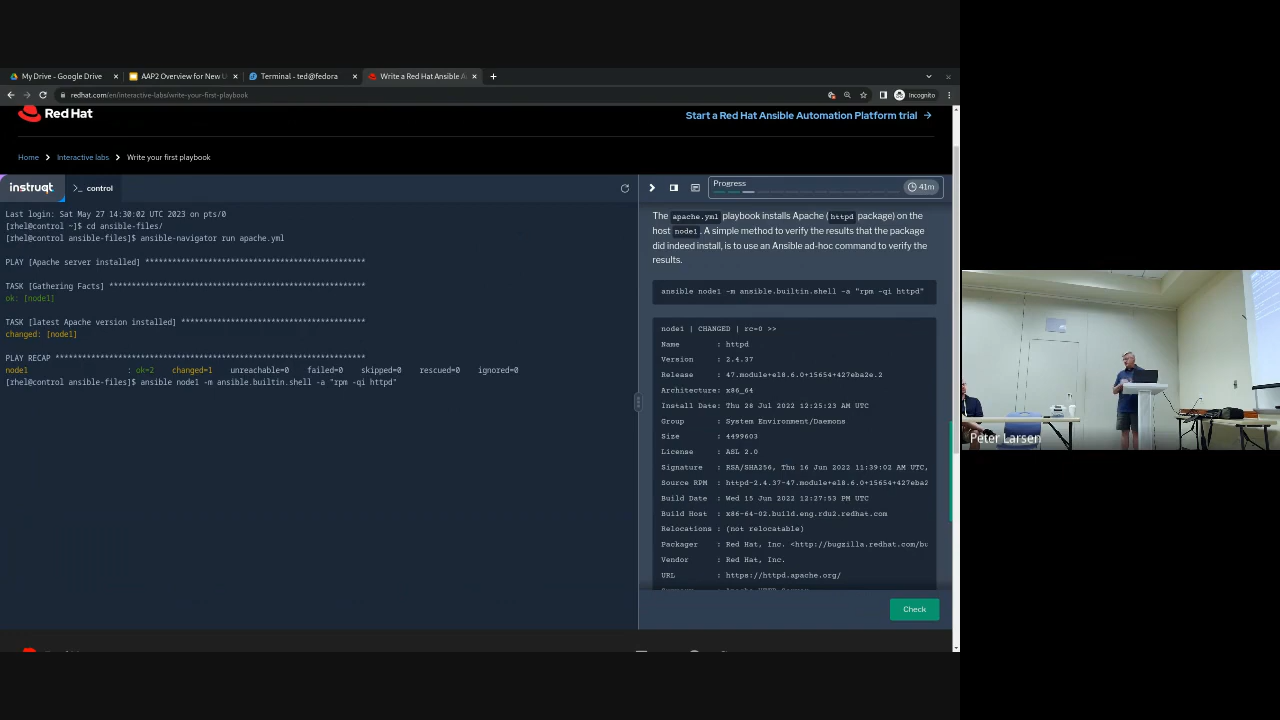 My Drive - Google Drive
AAP2 Overview for New U
Terminal - ted@fedora
Write a Red Hat Ansible A
redhat.com/en/interactive-labs/write-your-first-playbook
Incognito
Red Hat
Start a Red Hat Ansible Automation Platform trial
Home
Interactive labs
Write your first playbook
instruqt
>_ control
Progress
41m
Last login: Sat May 27 14:30:02 UTC 2023 on pts/0
[rhel@control ~]$ cd ansible-files/
[rhel@control ansible-files]$ ansible-navigator run apache.yml
PLAY [Apache server installed] *************************************************
TASK [Gathering Facts] *********************************************************
ok: [node1]
TASK [latest Apache version installed] *****************************************
changed: [node1]
PLAY RECAP *********************************************************************
node1 : ok=2 changed=1 unreachable=0 failed=0 skipped=0 rescued=0 ignored=0
[rhel@control ansible-files]$ ansible node1 -m ansible.builtin.shell -a "rpm -qi httpd"
The apache.yml playbook installs Apache ( httpd package) on the
host node1 . A simple method to verify the results that the package
did indeed install, is to use an Ansible ad-hoc command to verify the
results.
ansible node1 -m ansible.builtin.shell -a "rpm -qi httpd"
node1 | CHANGED | rc=0 >>
Name : httpd
Version : 2.4.37
Release : 47.module+el8.6.0+15654+427eba2e.2
Architecture: x86_64
Install Date: Thu 28 Jul 2022 12:25:23 AM UTC
Group : System Environment/Daemons
Size : 4499603
License : ASL 2.0
Signature : RSA/SHA256, Thu 16 Jun 2022 11:39:02 AM UTC,
Source RPM : httpd-2.4.37-47.module+el8.6.0+15654+427eba2
Build Date : Wed 15 Jun 2022 12:27:53 PM UTC
Build Host : x86-64-02.build.eng.rdu2.redhat.com
Relocations : (not relocatable)
Packager : Red Hat, Inc. <http://bugzilla.redhat.com/bu
Vendor : Red Hat, Inc.
URL : https://httpd.apache.org/
Check
Peter Larsen